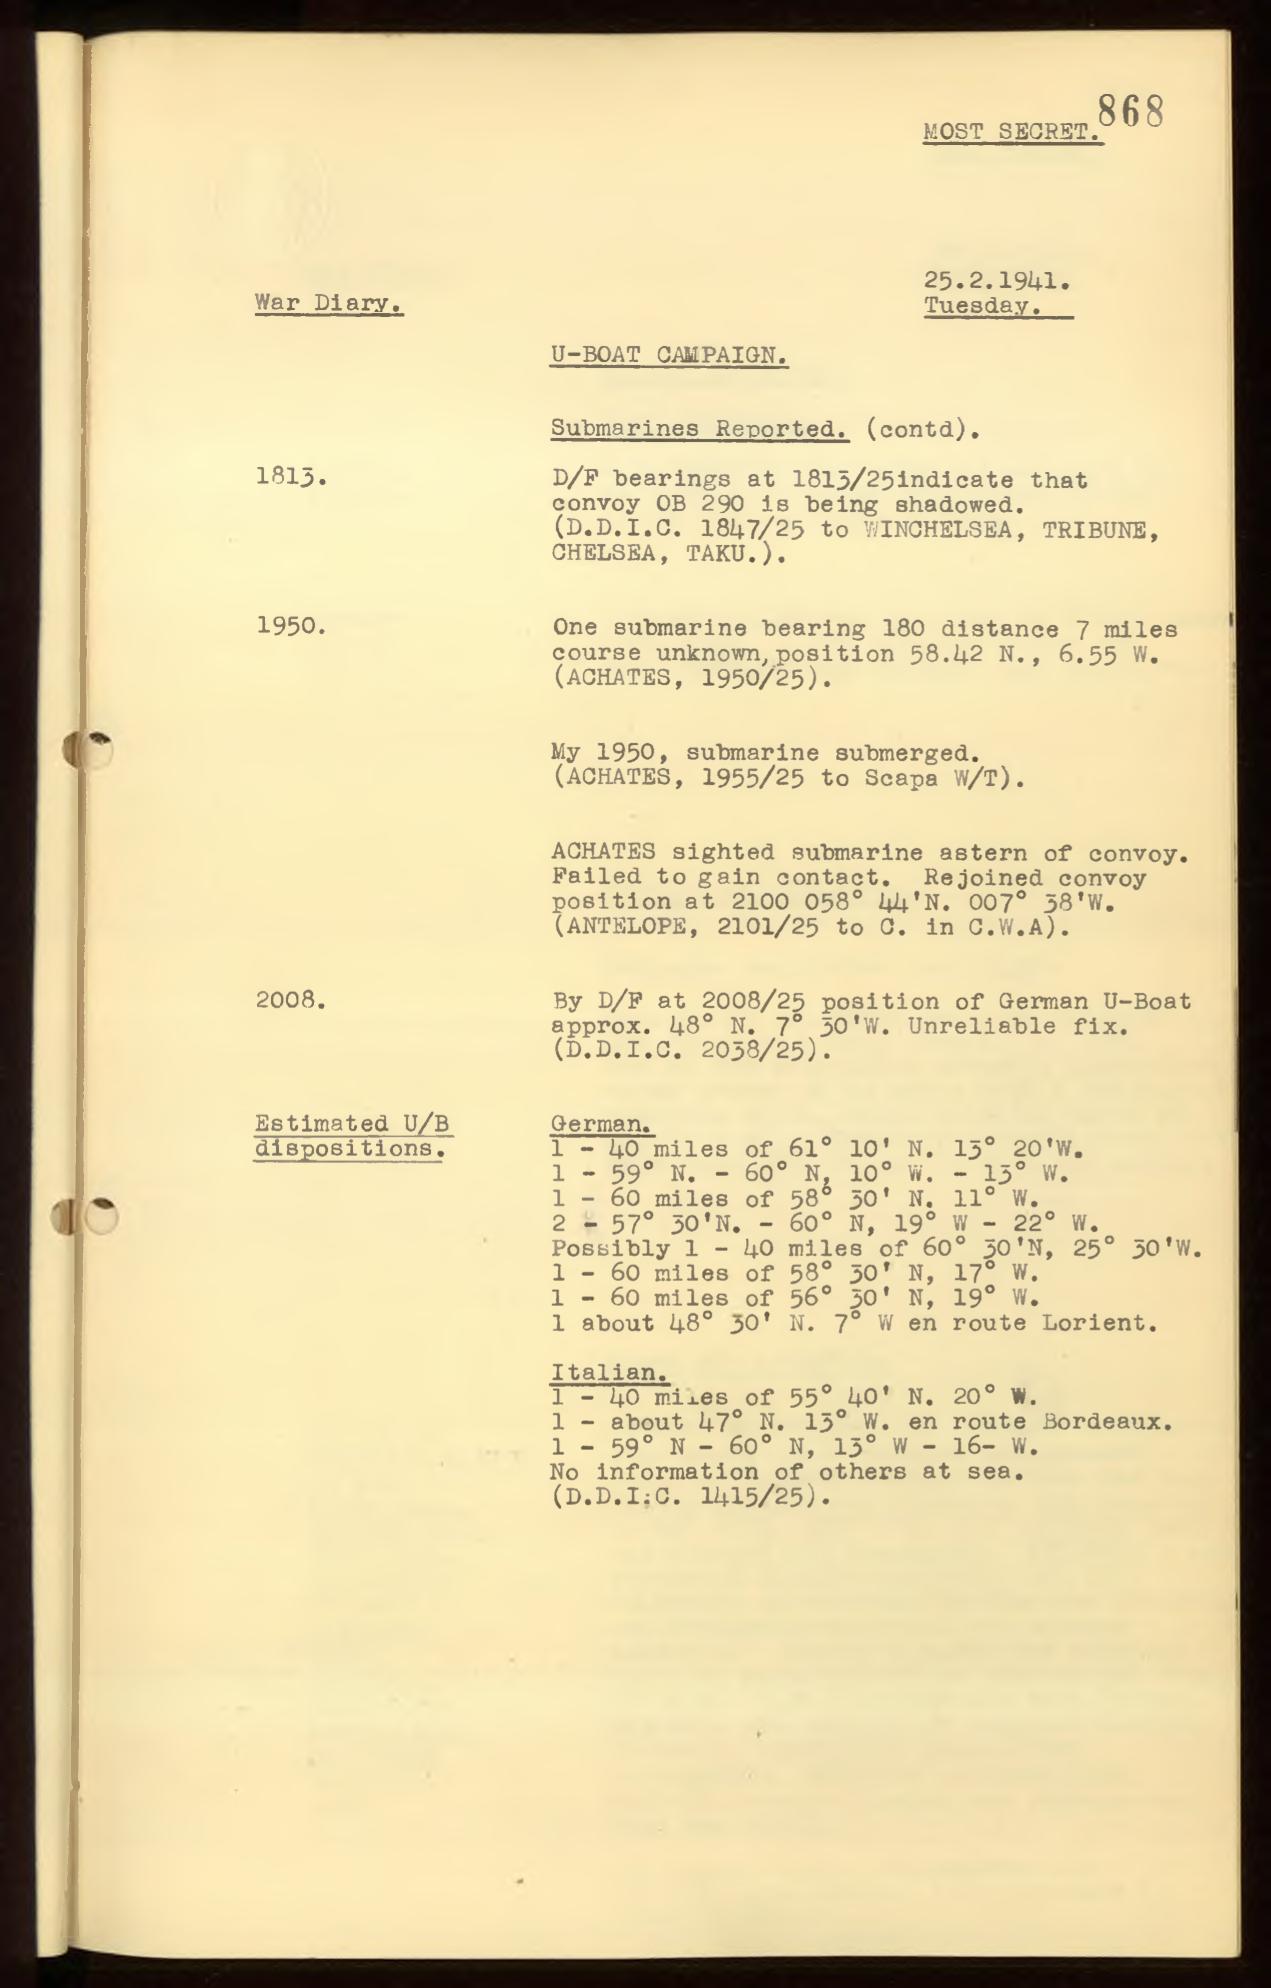 868
MOST SECRET.
25.2.1941.
War Diary.
Tuesday.
U-BOAT CAMPAIGN.
Submarines Reported. (contd).
1813. D/F bearings at 1813/25indicate that
convoy OB 290 is being shadowed.
(D.D.I.C. 1847/25 to WINCHELSEA, TRIBUNE,
CHELSEA, TAKU.).
1950. One submarine bearing 180 distance 7 miles
course unknown, position 58.42 N., 6.55 W.
(ACHATES, 1950/25).
My 1950, submarine submerged.
(ACHATES, 1955/25 to Scapa W/T).
ACHATES sighted submarine astern of convoy.
Failed to gain contact. Rejoined convoy
position at 2100 058° 44'N. 007° 38'W.
(ANTELOPE, 2101/25 to C. in C.W.A).
2008. By D/F at 2008/25 position of German U-Boat
approx. 48° N. 7° 30'W. Unreliable fix.
(D.D.I.C. 2038/25).
Estimated U/B German.
dispositions. 1 - 40 miles of 61° 10' N. 13° 20'W.
1 - 59° N. - 60° N, 10° W. - 13° W.
1 - 60 miles of 58° 30' N. 11° W.
2 - 57° 30'N. - 60° N, 19° W - 22° W.
Possibly 1 - 40 miles of 60° 30'N, 25° 30'W.
1 - 60 miles of 58° 30' N, 17° W.
1 - 60 miles of 56° 30' N, 19° W.
1 about 48° 30' N. 7° W en route Lorient.
Italian.
1 - 40 miles of 55° 40' N. 20° W.
1 - about 47° N. 13° W. en route Bordeaux.
1 - 59° N - 60° N, 13° W - 16- W.
No information of others at sea.
(D.D.I.C. 1415/25).